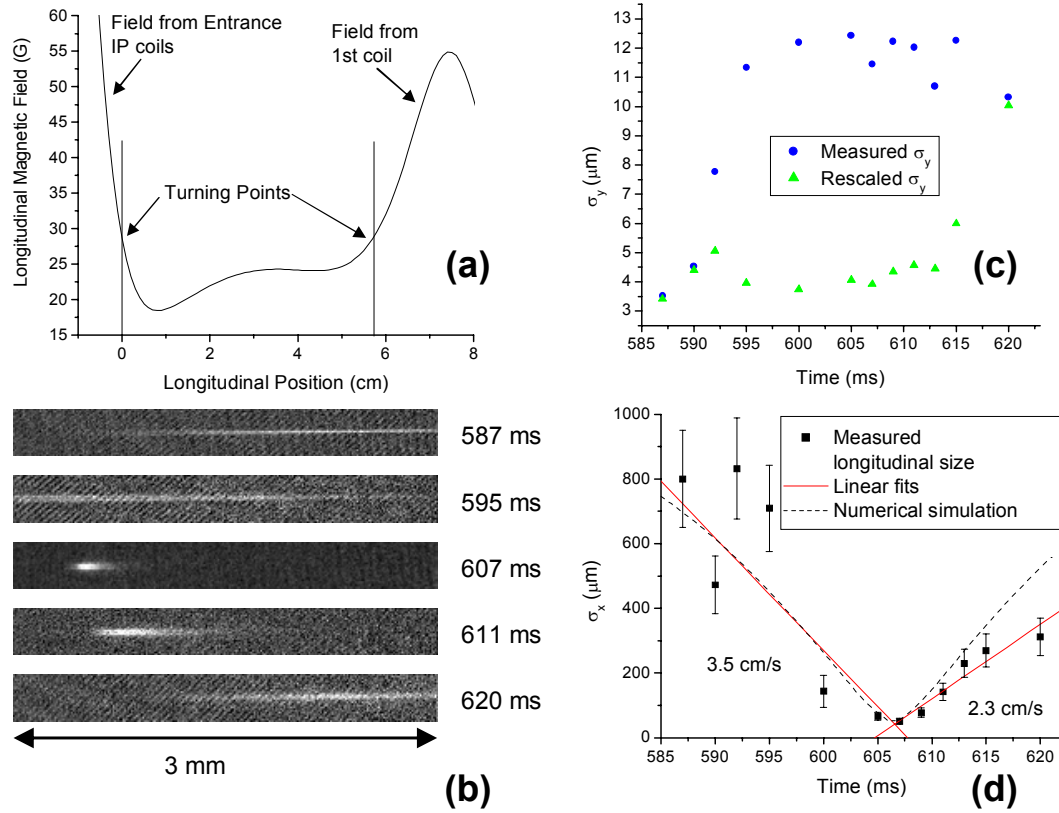 60
55
50
45
40
35
30
25
20
15
Longitudinal Magnetic Field (G)
Field from Entrance
IP coils
Field from
1st coil
Turning Points
(a)
0
2
4
6
8
Longitudinal Position (cm)
587 ms
595 ms
607 ms
611 ms
620 ms
3 mm
(b)
13
12
11
10
9
8
7
6
5
4
3
σy (μm)
Measured σy
Rescaled σy
(c)
585
590
595
600
605
610
615
620
Time (ms)
1000
800
600
400
200
0
σx (μm)
Measured
longitudinal size
Linear fits
Numerical simulation
3.5 cm/s
2.3 cm/s
585
590
595
600
605
610
615
620
Time (ms)
(d)